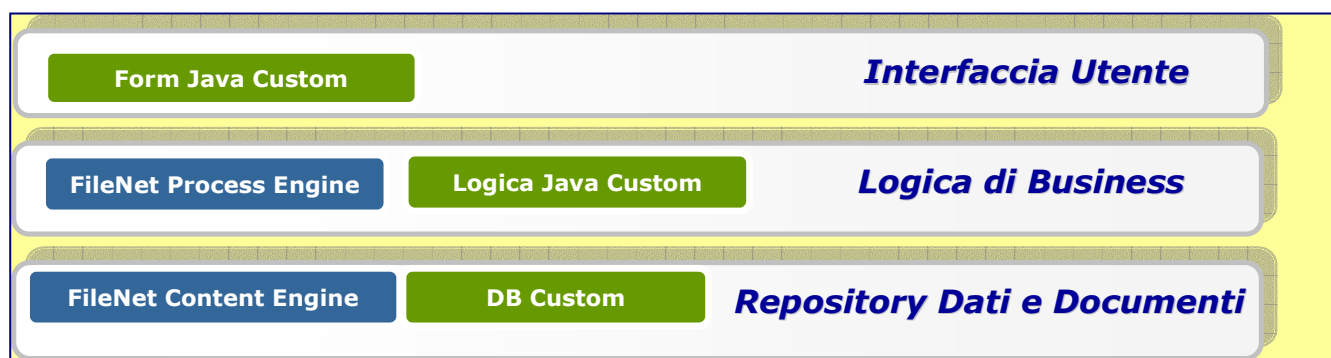 Form Java Custom
Interfaccia Utente
FileNet Process Engine
Logica Java Custom
Logica di Business
FileNet Content Engine
DB Custom
Repository Dati e Documenti